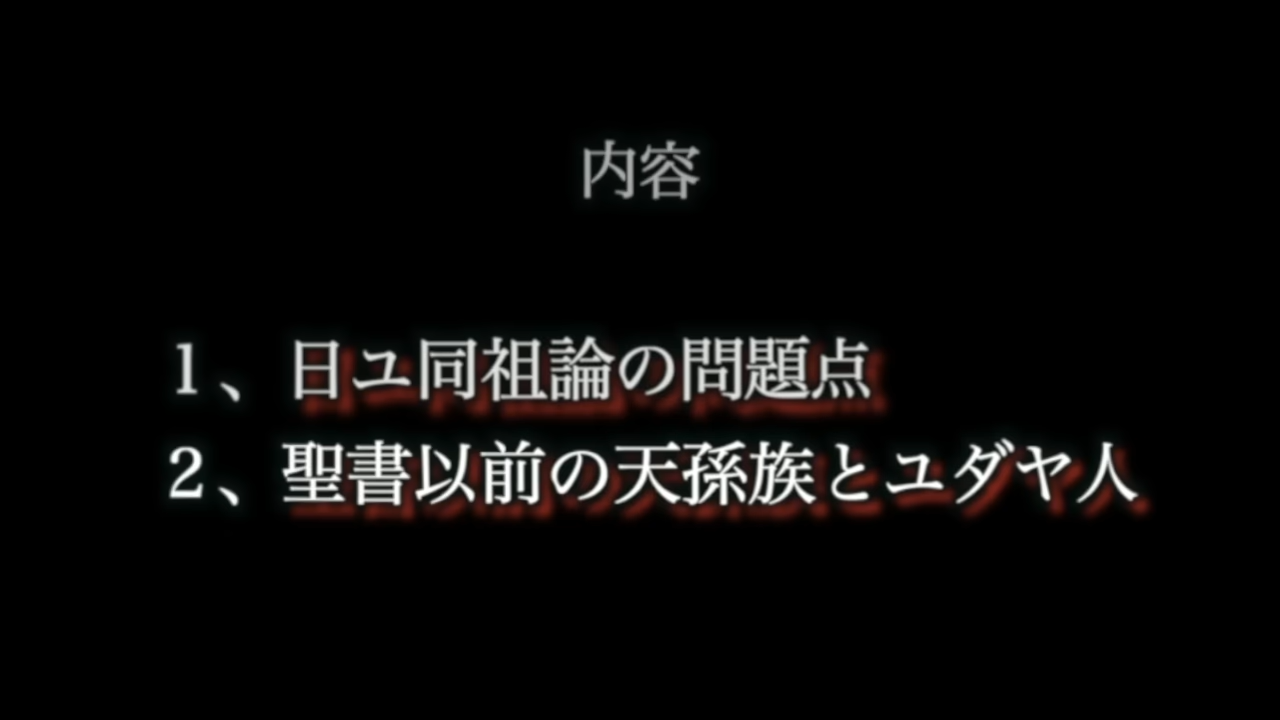 内容
１、日ユ同祖論の問題点
２、聖書以前の天孫族とユダヤ人